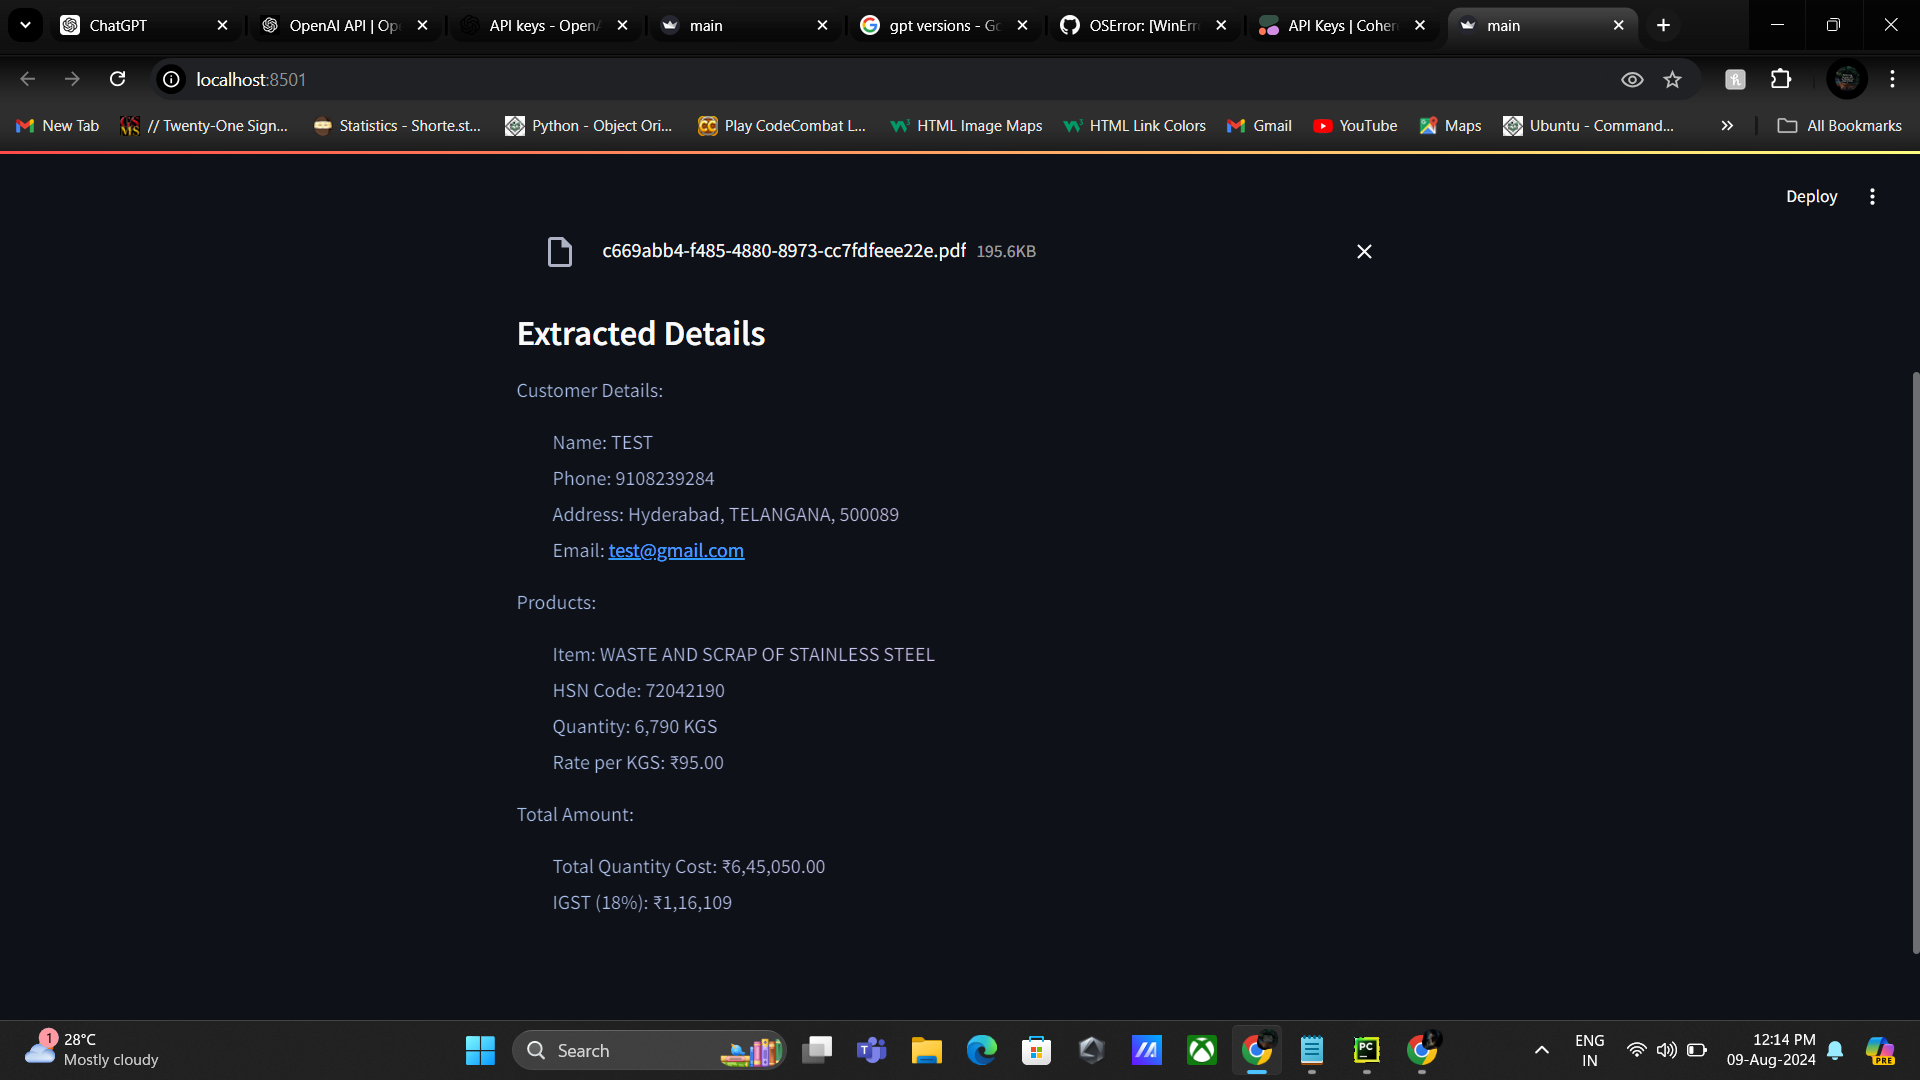 ChatGPT
OpenAI API | Op
API keys - OpenA
main
gpt versions - Go
OSError: [WinErr
API Keys | Coher
main
localhost:8501
New Tab
// Twenty-One Sign...
Statistics - Shorte.st...
Python - Object Ori...
Play CodeCombat L...
HTML Image Maps
HTML Link Colors
Gmail
YouTube
Maps
Ubuntu - Command...
All Bookmarks
Deploy
c669abb4-f485-4880-8973-cc7fdfeee22e.pdf 195.6KB
Extracted Details
Customer Details:
Name: TEST
Phone: 9108239284
Address: Hyderabad, TELANGANA, 500089
Email: test@gmail.com
Products:
Item: WASTE AND SCRAP OF STAINLESS STEEL
HSN Code: 72042190
Quantity: 6,790 KGS
Rate per KGS: ₹95.00
Total Amount:
Total Quantity Cost: ₹6,45,050.00
IGST (18%): ₹1,16,109
1
28°C
Mostly cloudy
Search
ENG
IN
12:14 PM
09-Aug-2024
PRE